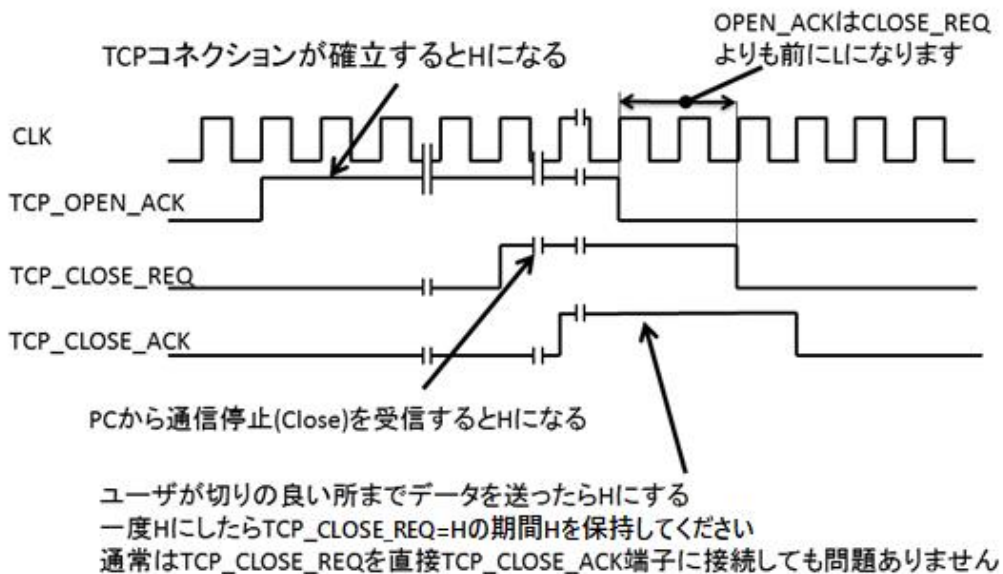 OPEN_ACKはCLOSE_REQ
よりも前にLになります
TCPコネクションが確立するとHになる
CLK
TCP_OPEN_ACK
TCP_CLOSE_REQ
TCP_CLOSE_ACK
PCから通信停止(Close)を受信するとHになる
ユーザが切りの良い所までデータを送ったらHにする
一度HにしたらTCP_CLOSE_REQ=Hの期間Hを保持してください
通常はTCP_CLOSE_REQを直接TCP_CLOSE_ACK端子に接続しても問題ありません